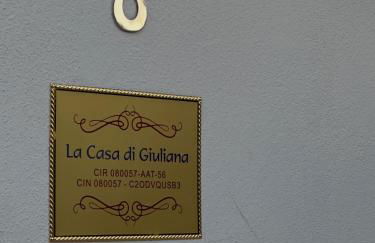 La Casa di Giuliana
CIR 080057-AAT-56
CIN 080057 - C2ODVQUSB3